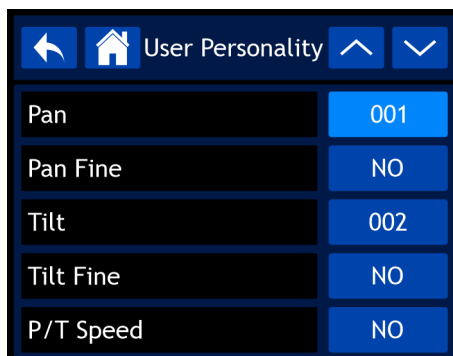 User Personality
Pan 001
Pan Fine NO
Tilt 002
Tilt Fine NO
P/T Speed NO